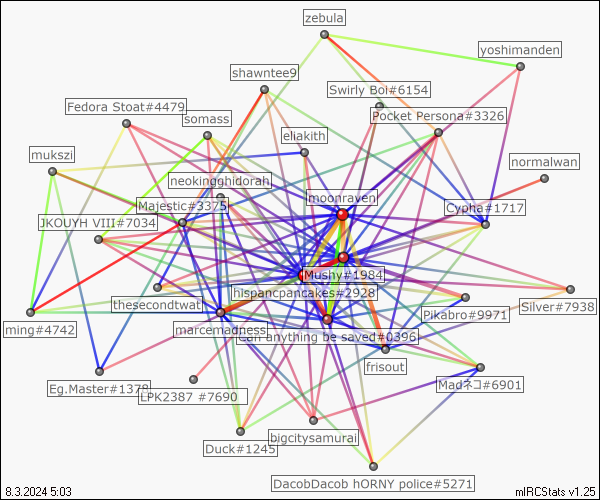 zebula
yoshimanden
shawntee9
Swirly Boi#6154
Fedora Stoat#4479
Pocket Persona#3326
somass
eliakith
mukszi
normalwan
neokingghidorah
moonraven
Majestic#3375
Cypha#1717
JKOUYH VIII#7034
Mushy#1984
hispancpancakes#2928
thesecondtwat
Silver#7938
Pikabro#9971
ming#4742
marcemadness
can anything be saved#0396
frisout
Eg.Master#1378
Madネコ#6901
LPK2387 #7690
bigcitysamurai
Duck#1245
DacobDacob hORNY police#5271
8.3.2024 5:03
mIRCStats v1.25